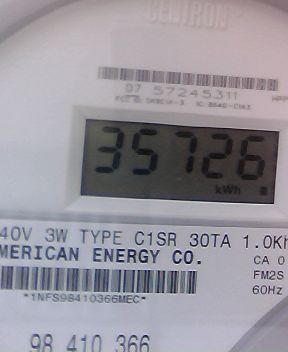 CENTRON
07 57245311
35726
kWh
40V 3W TYPE C1SR 30TA 1.0Kh
MERICAN ENERGY CO.
CA 0
FM2S
60Hz
*1NFS98410366MEC*
98 410 366